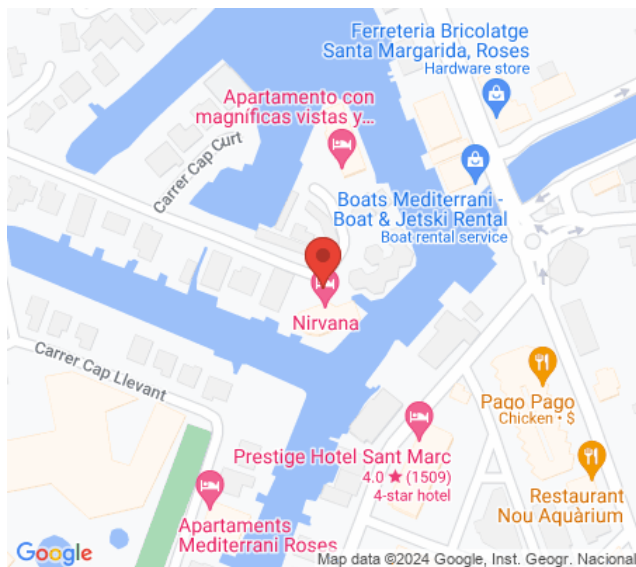 Ferreteria Bricolatge
Santa Margarida, Roses
Hardware store
Apartamento con
magníficas vistas y...
Carrer Cap Curt
Boats Mediterrani -
Boat & Jetski Rental
Boat rental service
Nirvana
Carrer Cap Llevant
Pago Pago
Chicken • $
Prestige Hotel Sant Marc
4.0 ★ (1509)
4-star hotel
Restaurant
Nou Aquàrium
Apartaments
Mediterrani Roses
Google
Map data ©2024 Google, Inst. Geogr. Nacional